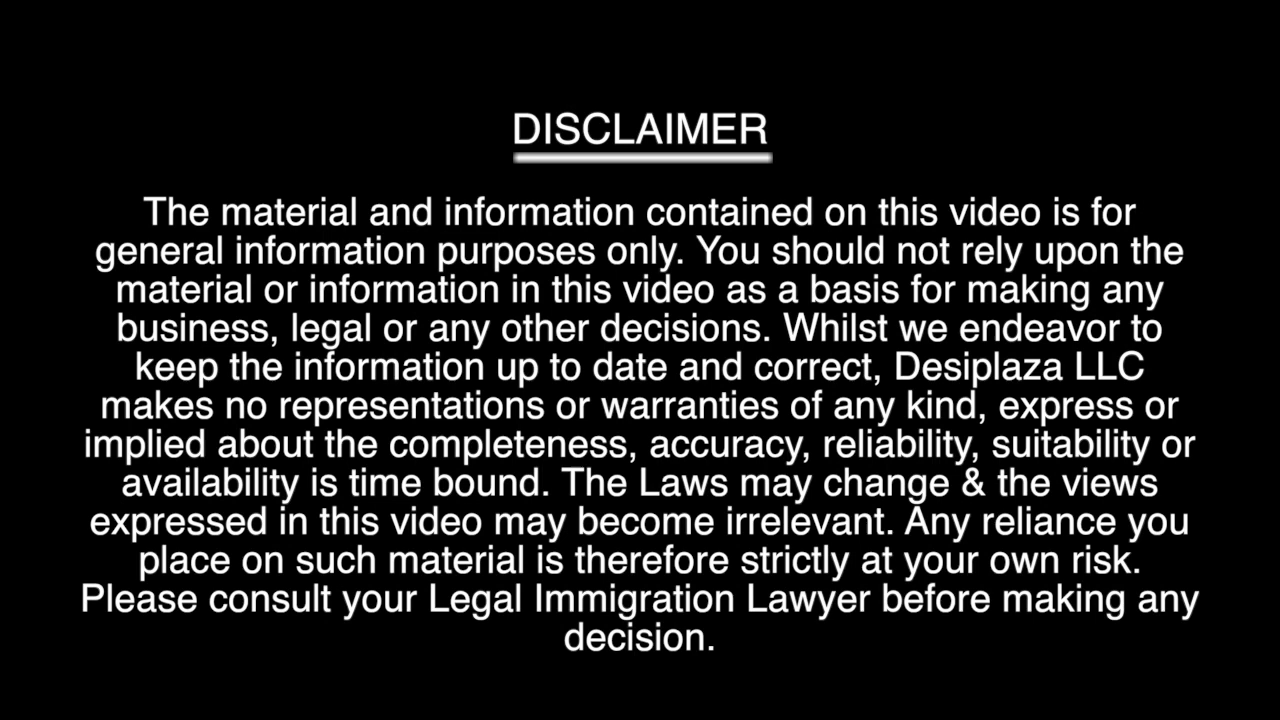 DISCLAIMER
The material and information contained on this video is for
general information purposes only. You should not rely upon the
material or information in this video as a basis for making any
business, legal or any other decisions. Whilst we endeavor to
keep the information up to date and correct, Desiplaza LLC
makes no representations or warranties of any kind, express or
implied about the completeness, accuracy, reliability, suitability or
availability is time bound. The Laws may change & the views
expressed in this video may become irrelevant. Any reliance you
place on such material is therefore strictly at your own risk.
Please consult your Legal Immigration Lawyer before making any
decision.